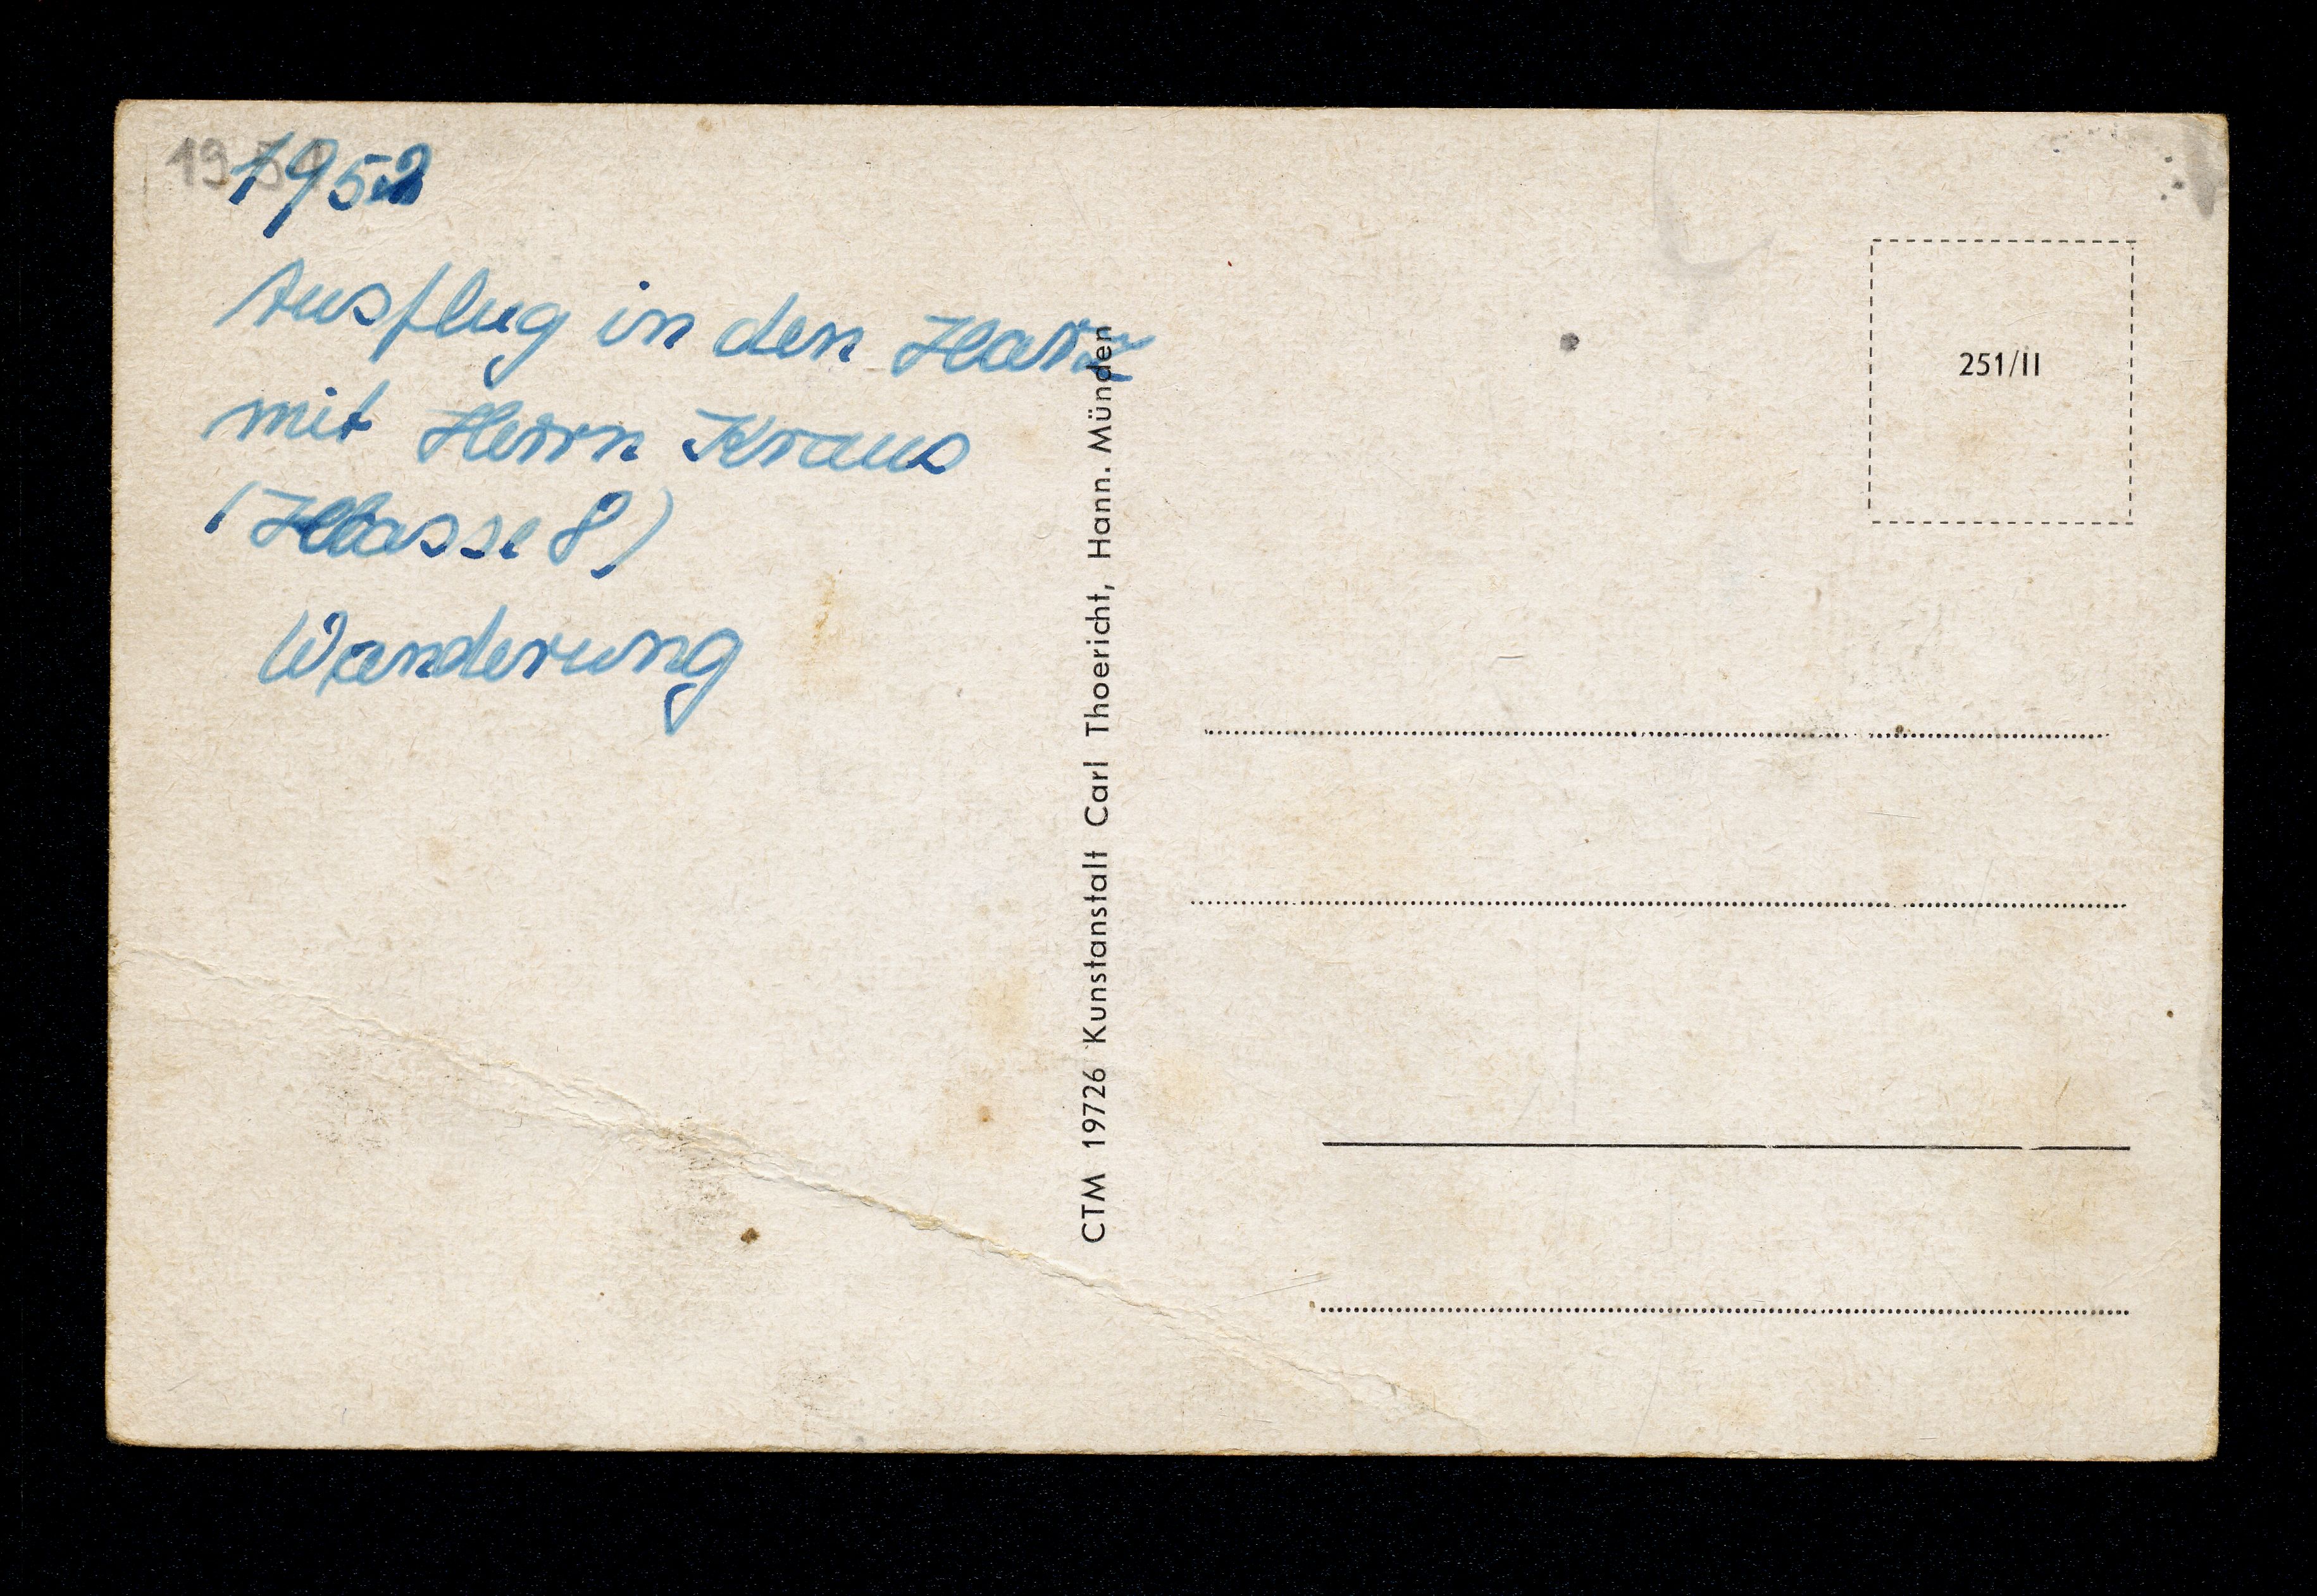 1951
1952
Ausflug in den Harz
mit Herrn Kraus
(Klasse 8)
Wanderung
CTM 19726 Kunstanstalt Carl Thoericht, Hann. Münden
251/II